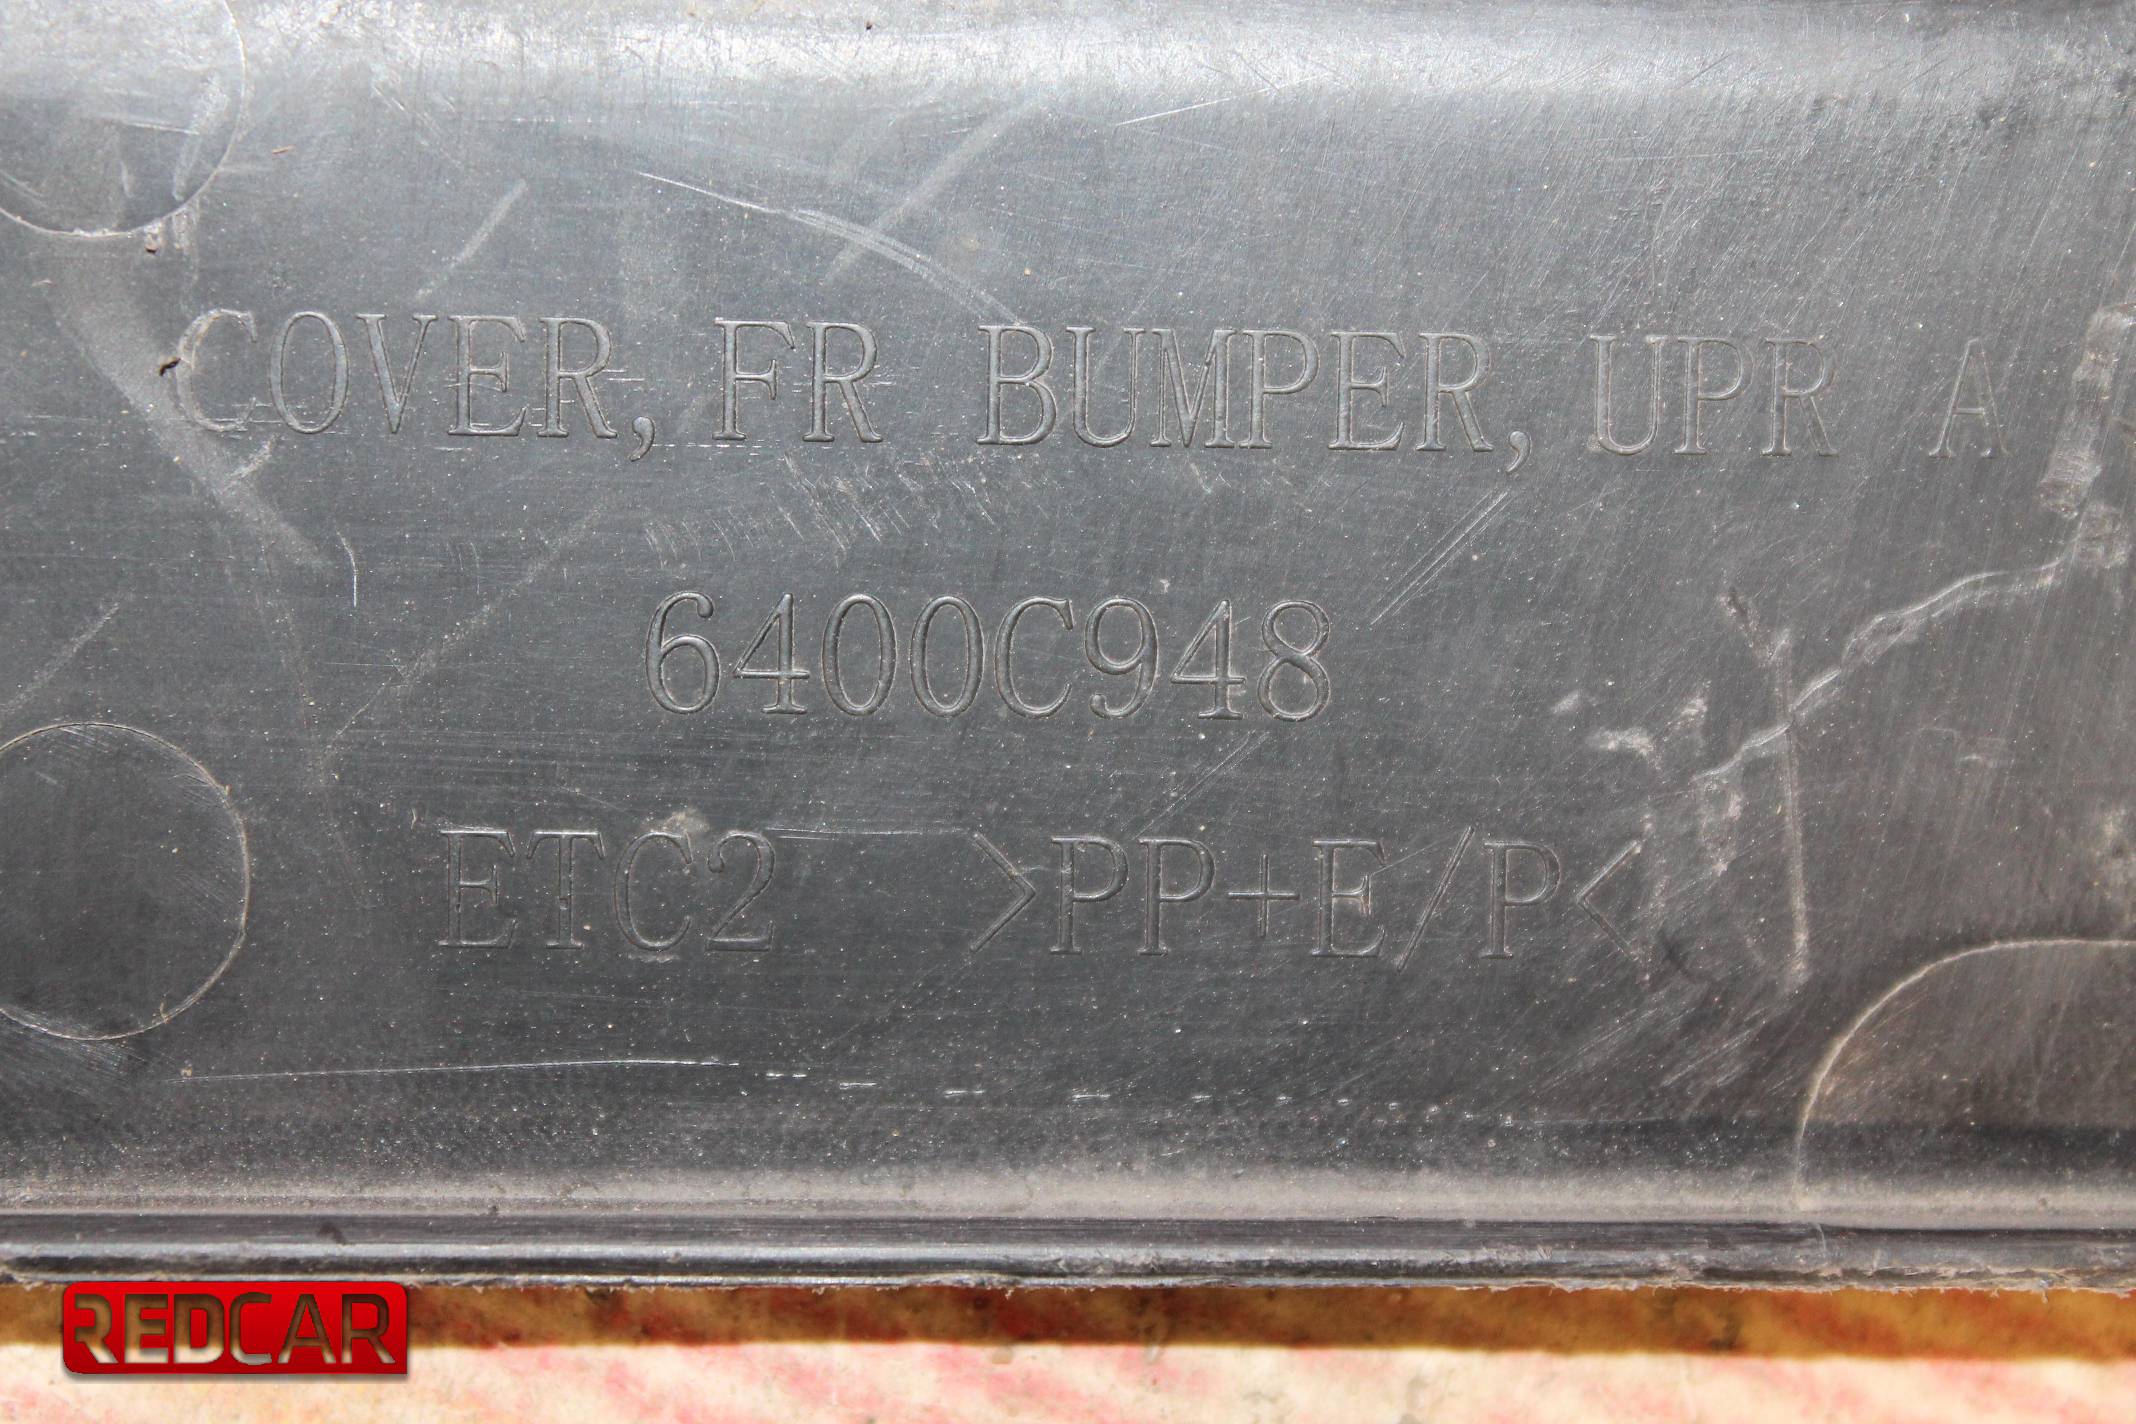 COVER, FR BUMPER, UPR A
6400C948
ETC2 >PP+E/P<
REDCAR